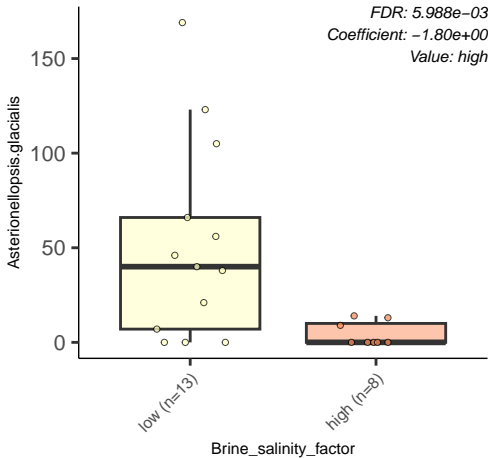 FDR: 5.988e−03
Coefficient: −1.80e+00
Value: high
Asterionellopsis.glacialis
150
100
50
0
low (n=13)
high (n=8)
Brine_salinity_factor